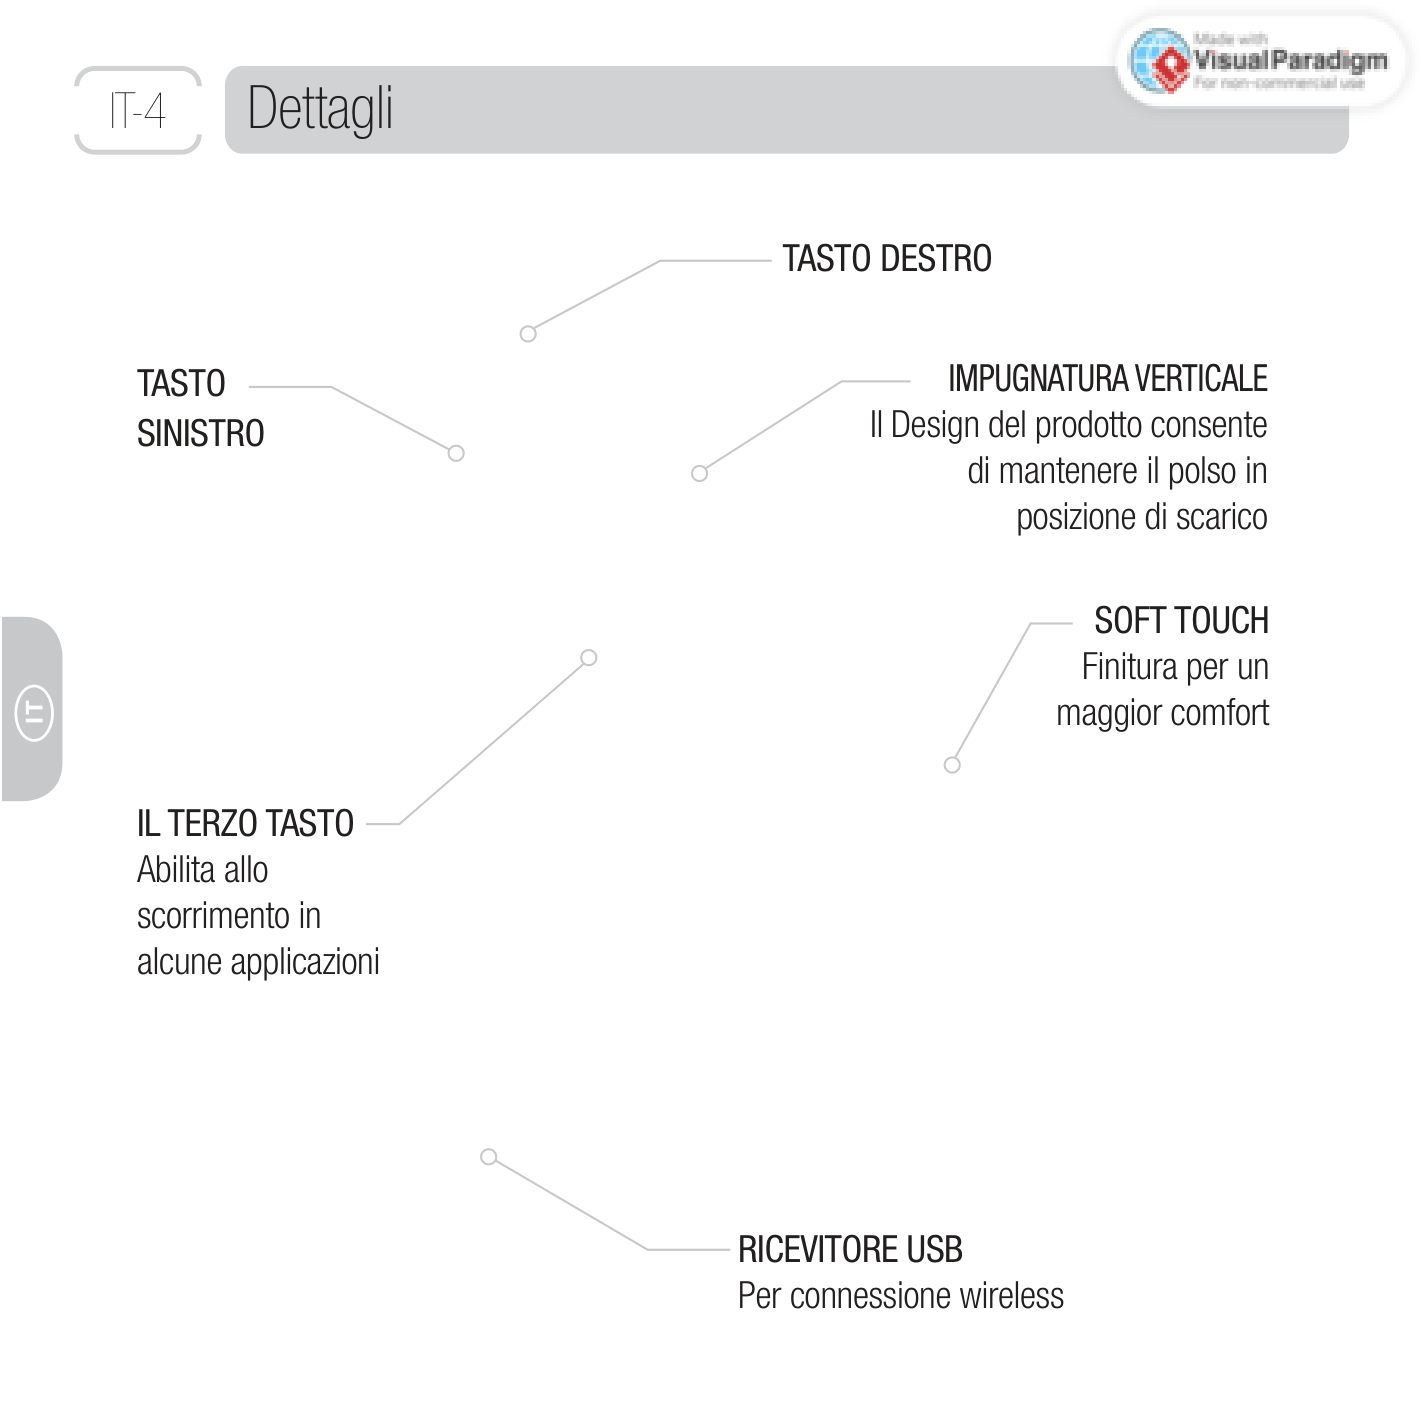 Made with
VisualParadigm
For non-commercial use
IT-4
Dettagli
TASTO DESTRO
TASTO
SINISTRO
IMPUGNATURA VERTICALE
Il Design del prodotto consente
di mantenere il polso in
posizione di scarico
SOFT TOUCH
Finitura per un
maggior comfort
IT
IL TERZO TASTO
Abilita allo
scorrimento in
alcune applicazioni
RICEVITORE USB
Per connessione wireless